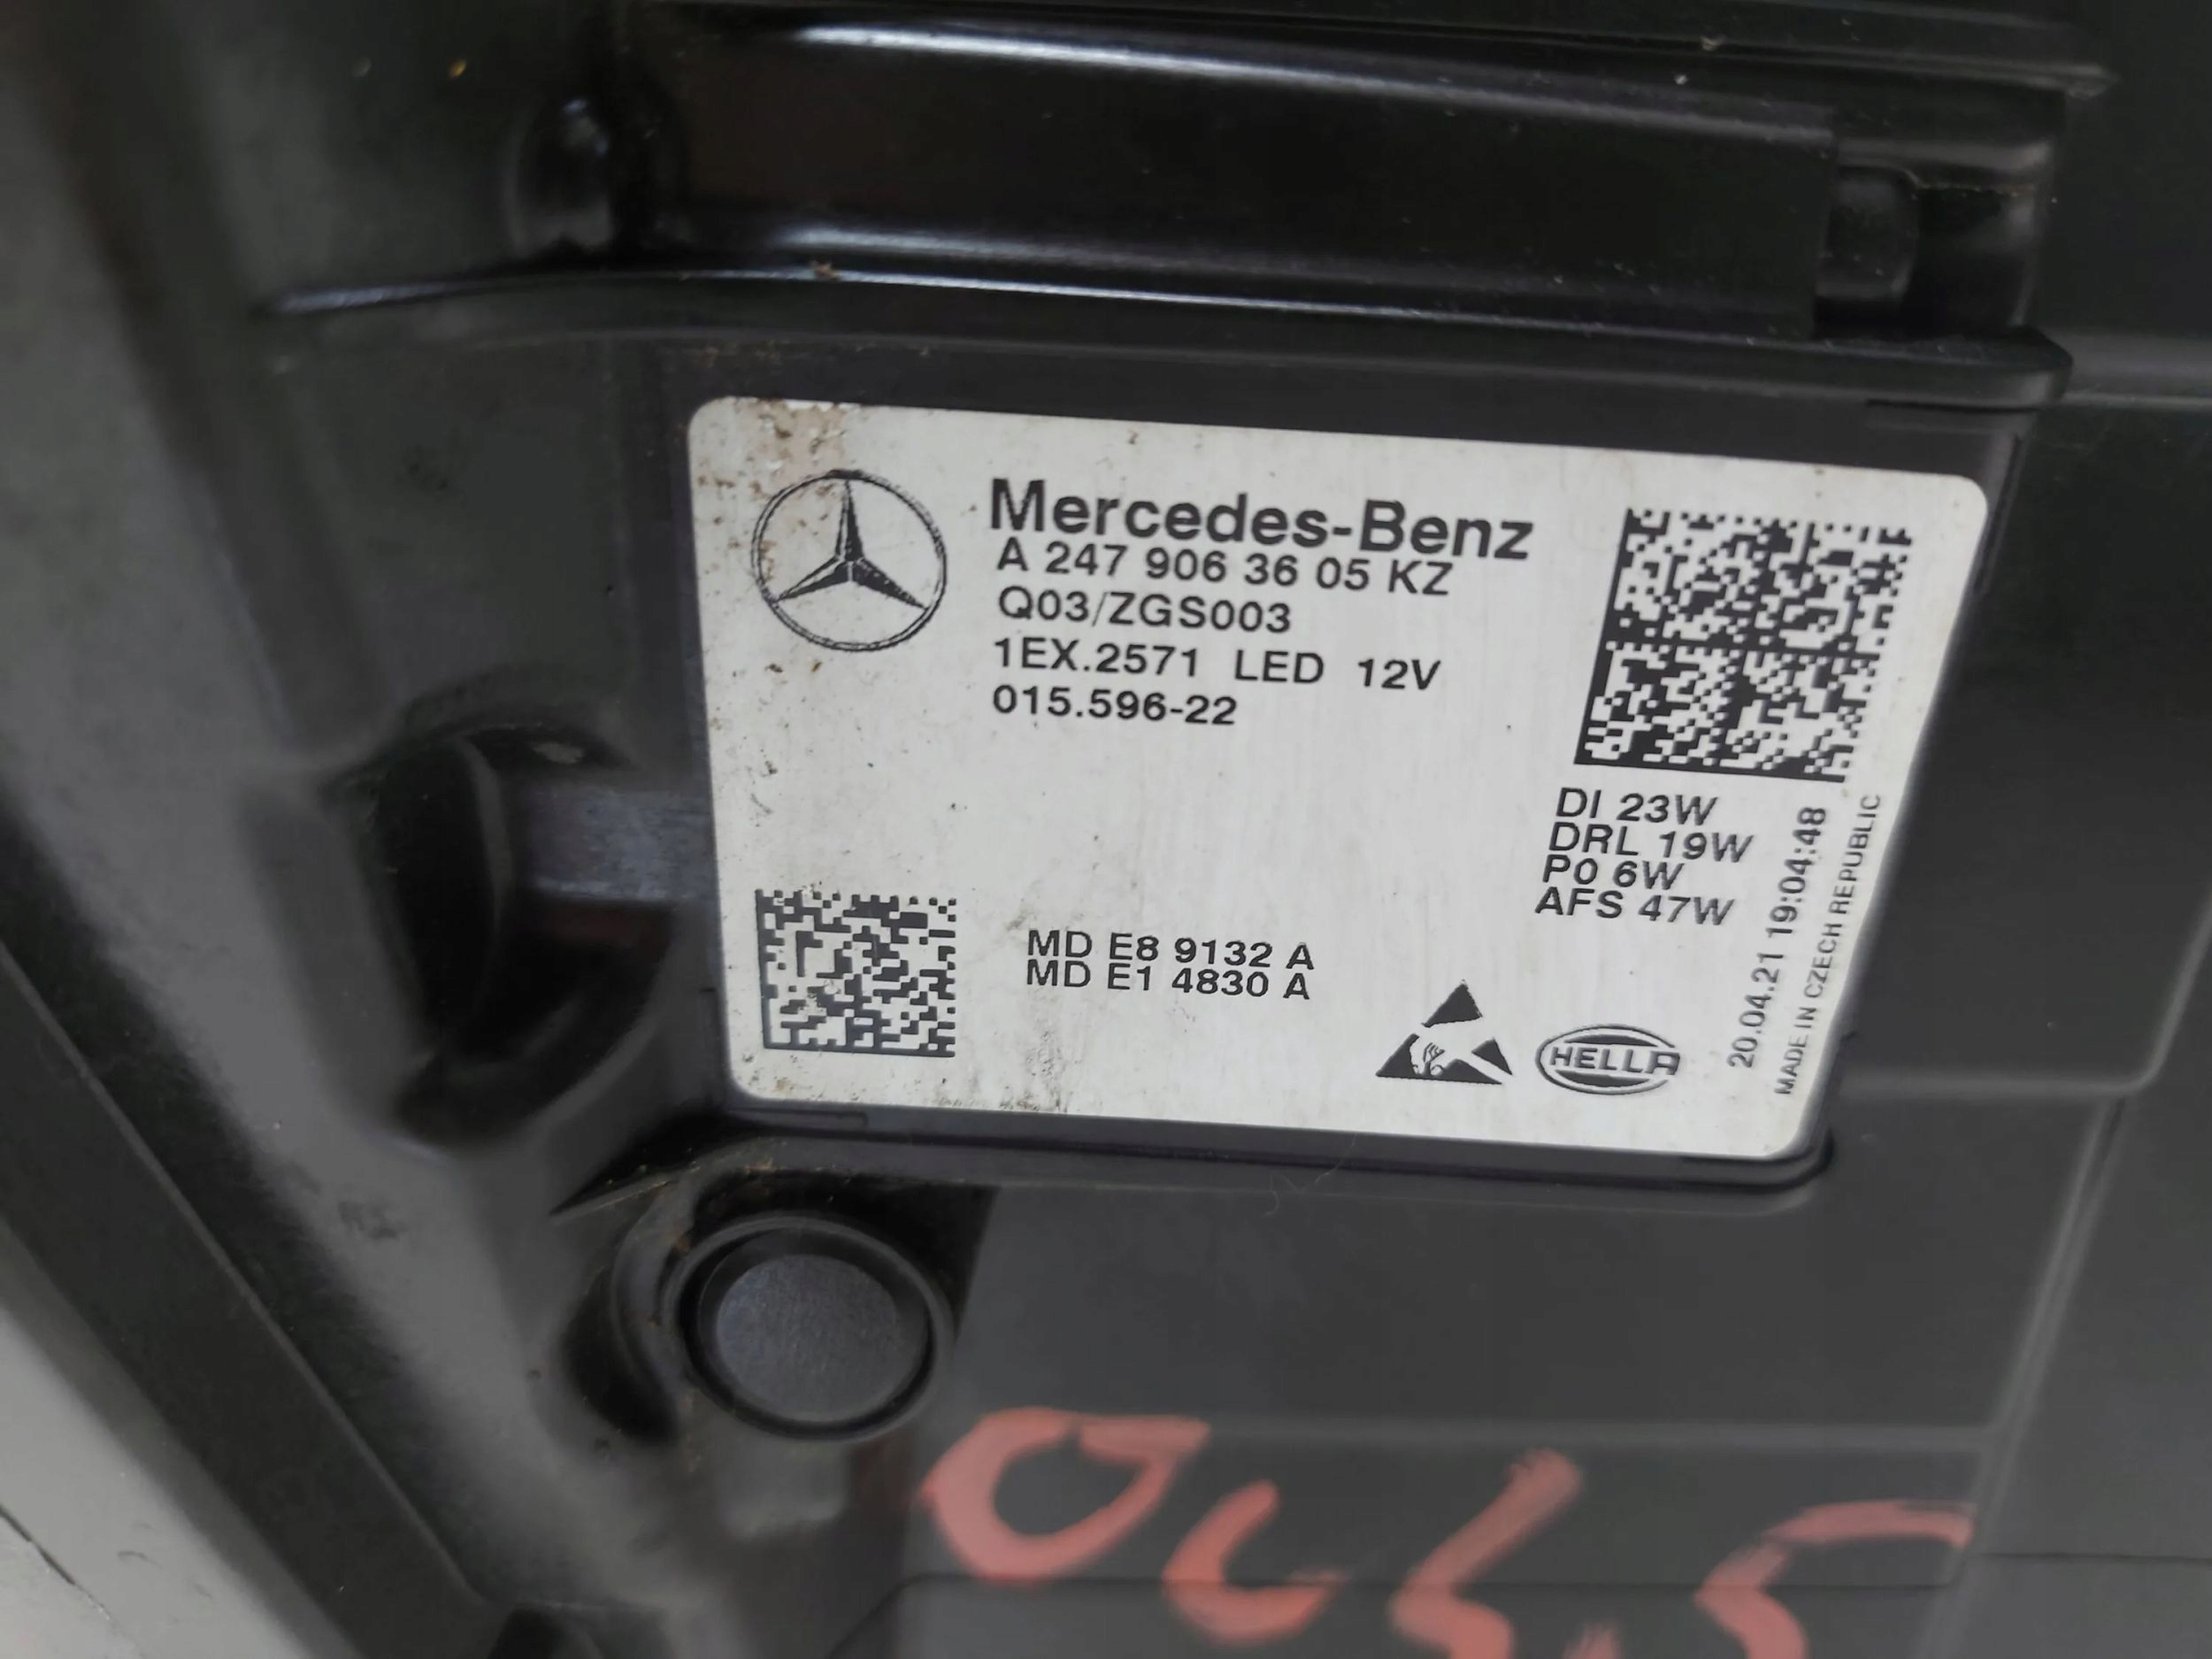 Mercedes-Benz
A 247 906 36 05 KZ
Q03/ZGS003
1EX.2571 LED 12V
015.596-22
DI 23W
DRL 19W
P0 6W
AFS 47W
20.04.21 19:04:48
MADE IN CZECH REPUBLIC
MD E8 9132 A
MD E1 4830 A
HELLA